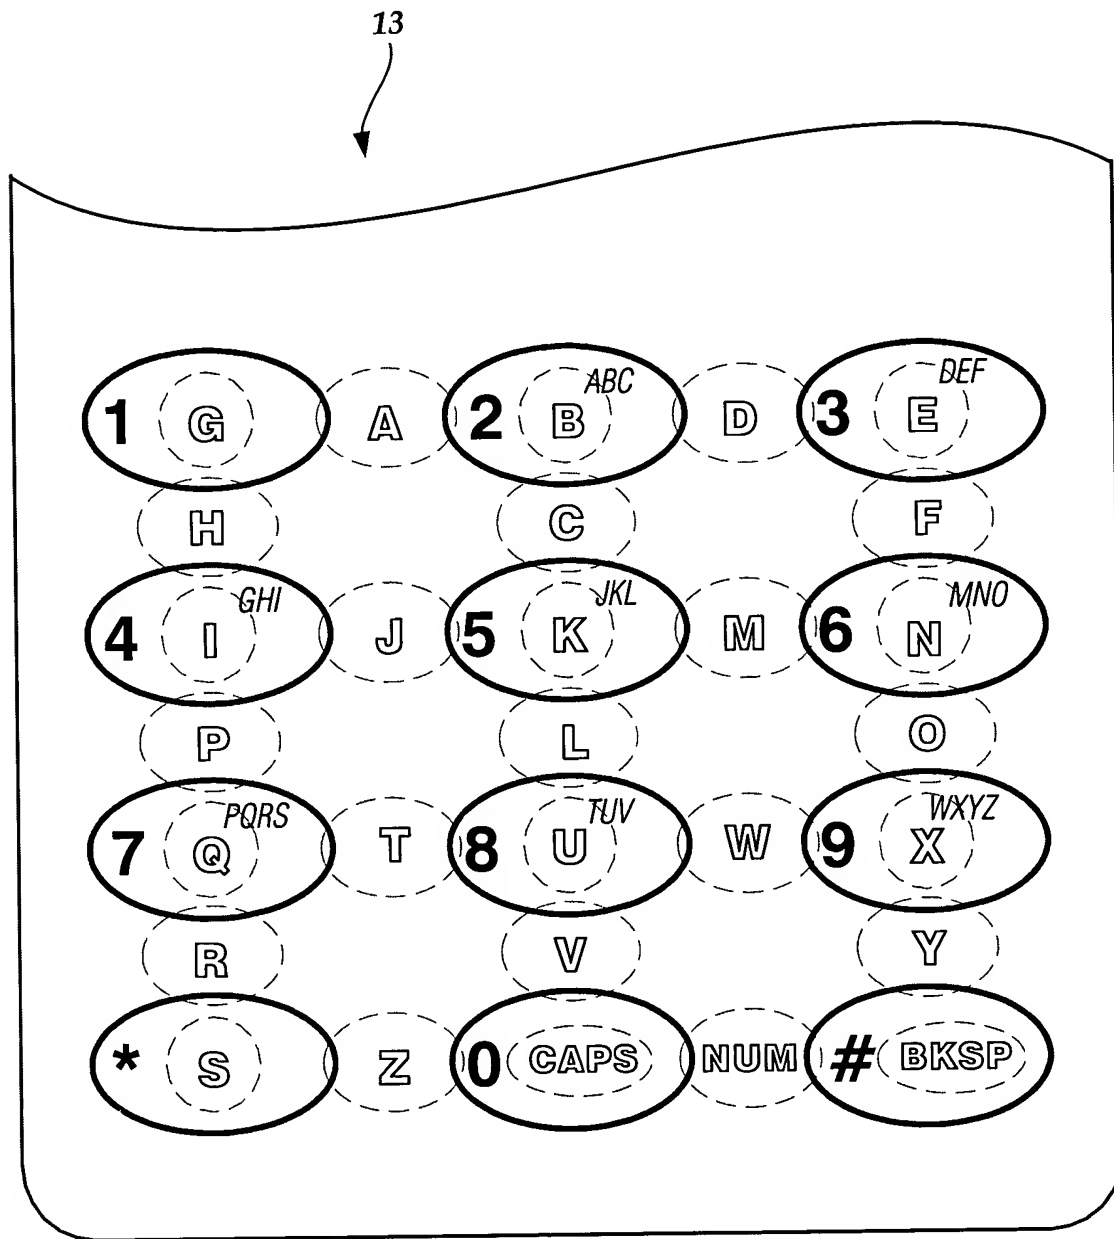 13
1 G A 2 B ABC D 3 E DEF
H C F
4 I GHI J 5 K JKL M 6 N MNO
P L O
7 Q PQRS T 8 U TUV W 9 X WXYZ
R V Y
* S Z 0 CAPS NUM # BKSP